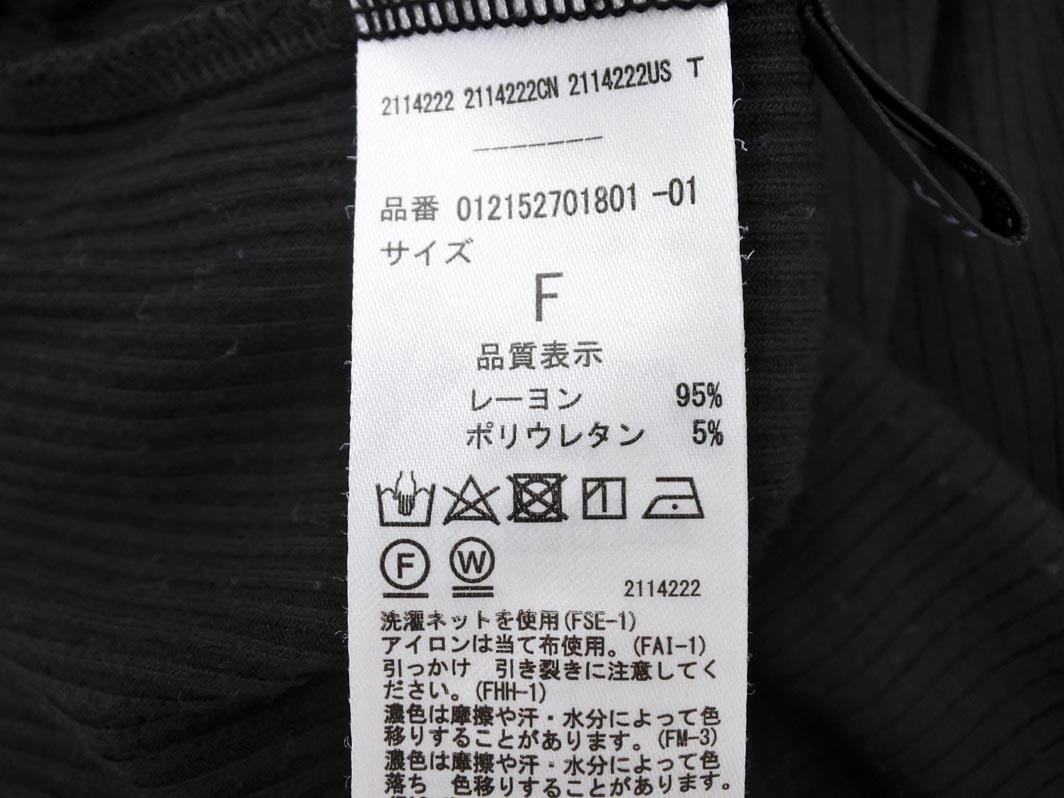 2114222 2114222CN 2114222US T
-------
品番 012152701801 -01
サイズ
F
品質表示
レーヨン 95%
ポリウレタン 5%
F W
2114222
洗濯ネットを使用(FSE-1)
アイロンは当て布使用。(FAI-1)
引っかけ 引き裂きに注意してく
ださい。(FHH-1)
濃色は摩擦や汗・水分によって色
移りすることがあります。(FM-3)
濃色は摩擦や汗・水分によって色
落ち 色移りすることがあります。